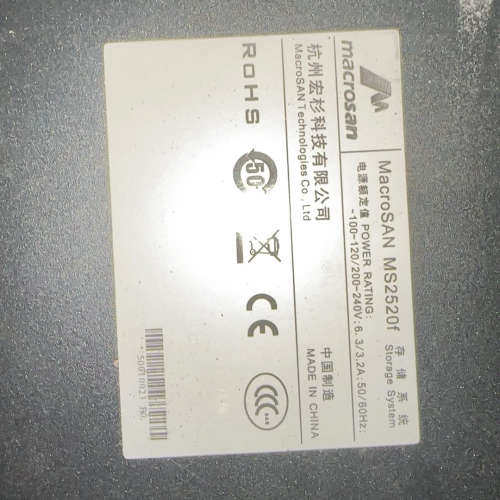 macrosan
MacroSAN MS2520f 存储系统
Storage System
电源额定值 POWER RATING:
~100-120/200-240V:6.3/3.2A:50/60Hz:
杭州宏杉科技有限公司
MacroSAN Technologies Co., Ltd
中国制造
MADE IN CHINA
RoHS
50
CE
CCC